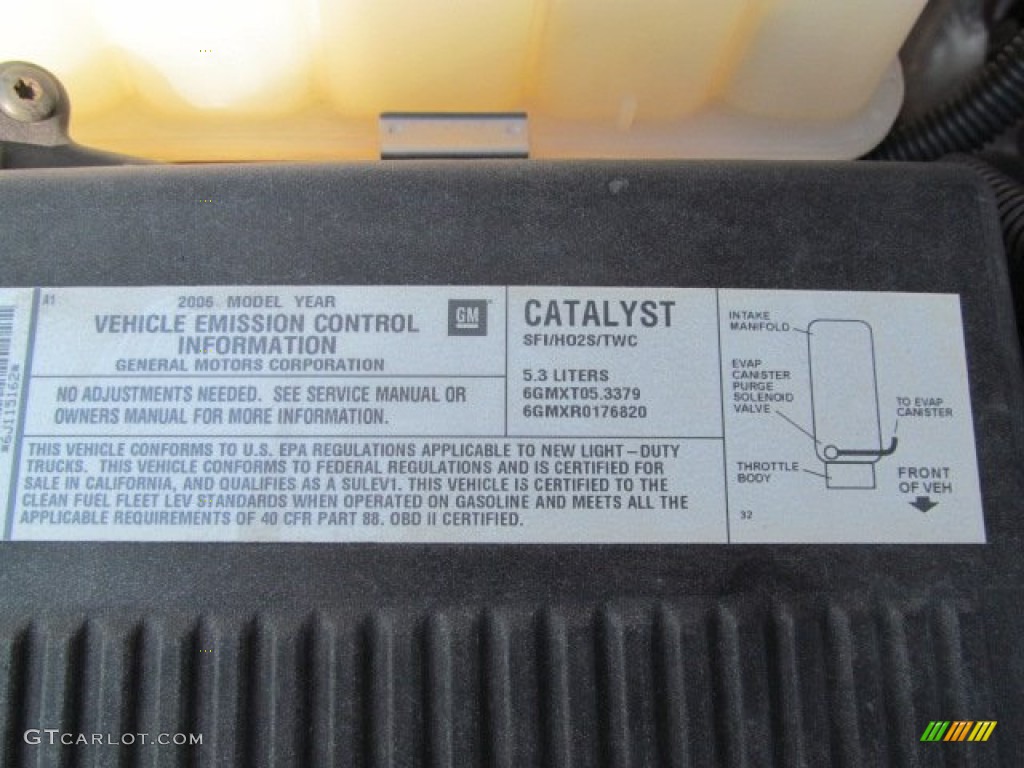 *6J115162*
A1
2006 MODEL YEAR
VEHICLE EMISSION CONTROL
INFORMATION
GENERAL MOTORS CORPORATION
GM
NO ADJUSTMENTS NEEDED. SEE SERVICE MANUAL OR
OWNERS MANUAL FOR MORE INFORMATION.
CATALYST
SFI/HO2S/TWC
5.3 LITERS
6GMXT05.3379
6GMXR0176820
THIS VEHICLE CONFORMS TO U.S. EPA REGULATIONS APPLICABLE TO NEW LIGHT-DUTY
TRUCKS. THIS VEHICLE CONFORMS TO FEDERAL REGULATIONS AND IS CERTIFIED FOR
SALE IN CALIFORNIA, AND QUALIFIES AS A SULEV1. THIS VEHICLE IS CERTIFIED TO THE
CLEAN FUEL FLEET LEV STANDARDS WHEN OPERATED ON GASOLINE AND MEETS ALL THE
APPLICABLE REQUIREMENTS OF 40 CFR PART 88. OBD II CERTIFIED.
INTAKE
MANIFOLD
EVAP
CANISTER
PURGE
SOLENOID
VALVE
TO EVAP
CANISTER
THROTTLE
BODY
FRONT
OF VEH
32
GTCARLOT.COM